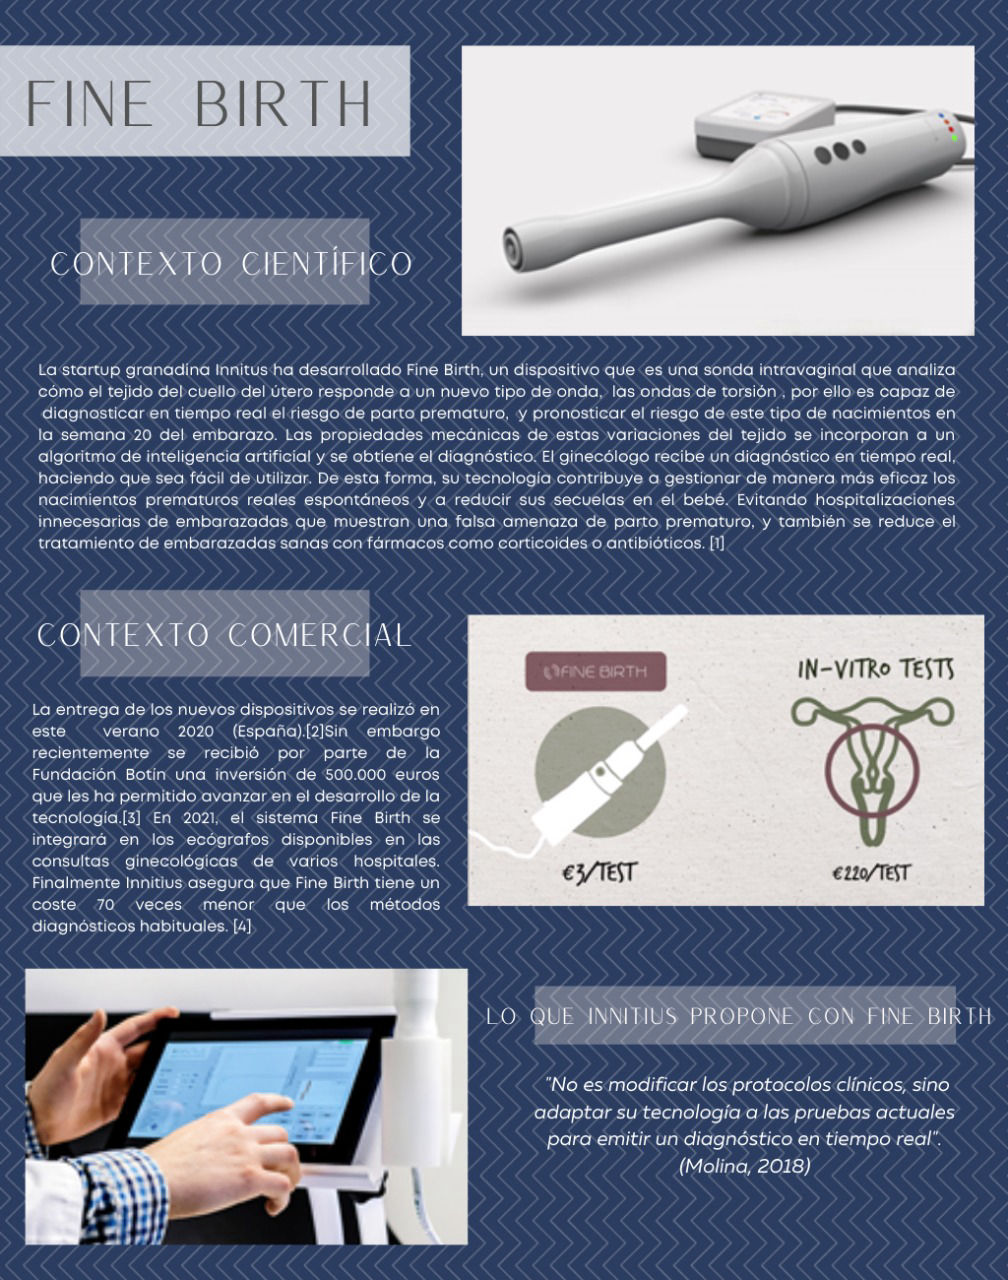 FINE BIRTH
CONTEXTO CIENTÍFICO
La startup granadina Innitus ha desarrollado Fine Birth, un dispositivo que es una sonda intravaginal que analiza
cómo el tejido del cuello del útero responde a un nuevo tipo de onda, las ondas de torsión , por ello es capaz de
diagnosticar en tiempo real el riesgo de parto prematuro, y pronosticar el riesgo de este tipo de nacimientos en
la semana 20 del embarazo. Las propiedades mecánicas de estas variaciones del tejido se incorporan a un
algoritmo de inteligencia artificial y se obtiene el diagnóstico. El ginecólogo recibe un diagnóstico en tiempo real,
haciendo que sea fácil de utilizar. De esta forma, su tecnología contribuye a gestionar de manera más eficaz los
nacimientos prematuros reales espontáneos y a reducir sus secuelas en el bebé. Evitando hospitalizaciones
innecesarias de embarazadas que muestran una falsa amenaza de parto prematuro, y también se reduce el
tratamiento de embarazadas sanas con fármacos como corticoides o antibióticos. [1]
CONTEXTO COMERCIAL
La entrega de los nuevos dispositivos se realizó en
este verano 2020 (España).[2]Sin embargo
recientemente se recibió por parte de la
Fundación Botín una inversión de 500.000 euros
que les ha permitido avanzar en el desarrollo de la
tecnología.[3] En 2021, el sistema Fine Birth se
integrará en los ecógrafos disponibles en las
consultas ginecológicas de varios hospitales.
Finalmente Innitius asegura que Fine Birth tiene un
coste 70 veces menor que los métodos
diagnósticos habituales. [4]
FINE BIRTH
€3/TEST
IN-VITRO TESTS
€220/TEST
LO QUE INNITIUS PROPONE CON FINE BIRTH
"No es modificar los protocolos clínicos, sino
adaptar su tecnología a las pruebas actuales
para emitir un diagnóstico en tiempo real".
(Molina, 2018)